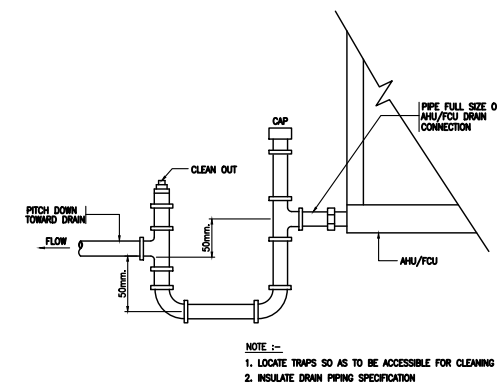 PIPE FULL SIZE O
AHU/FCU DRAIN
CONNECTION
CAP
CLEAN OUT
PITCH DOWN
TOWARD DRAIN
FLOW
50mm.
50mm.
AHU/FCU
NOTE :-
1. LOCATE TRAPS SO AS TO BE ACCESSIBLE FOR CLEANING
2. INSULATE DRAIN PIPING SPECIFICATION